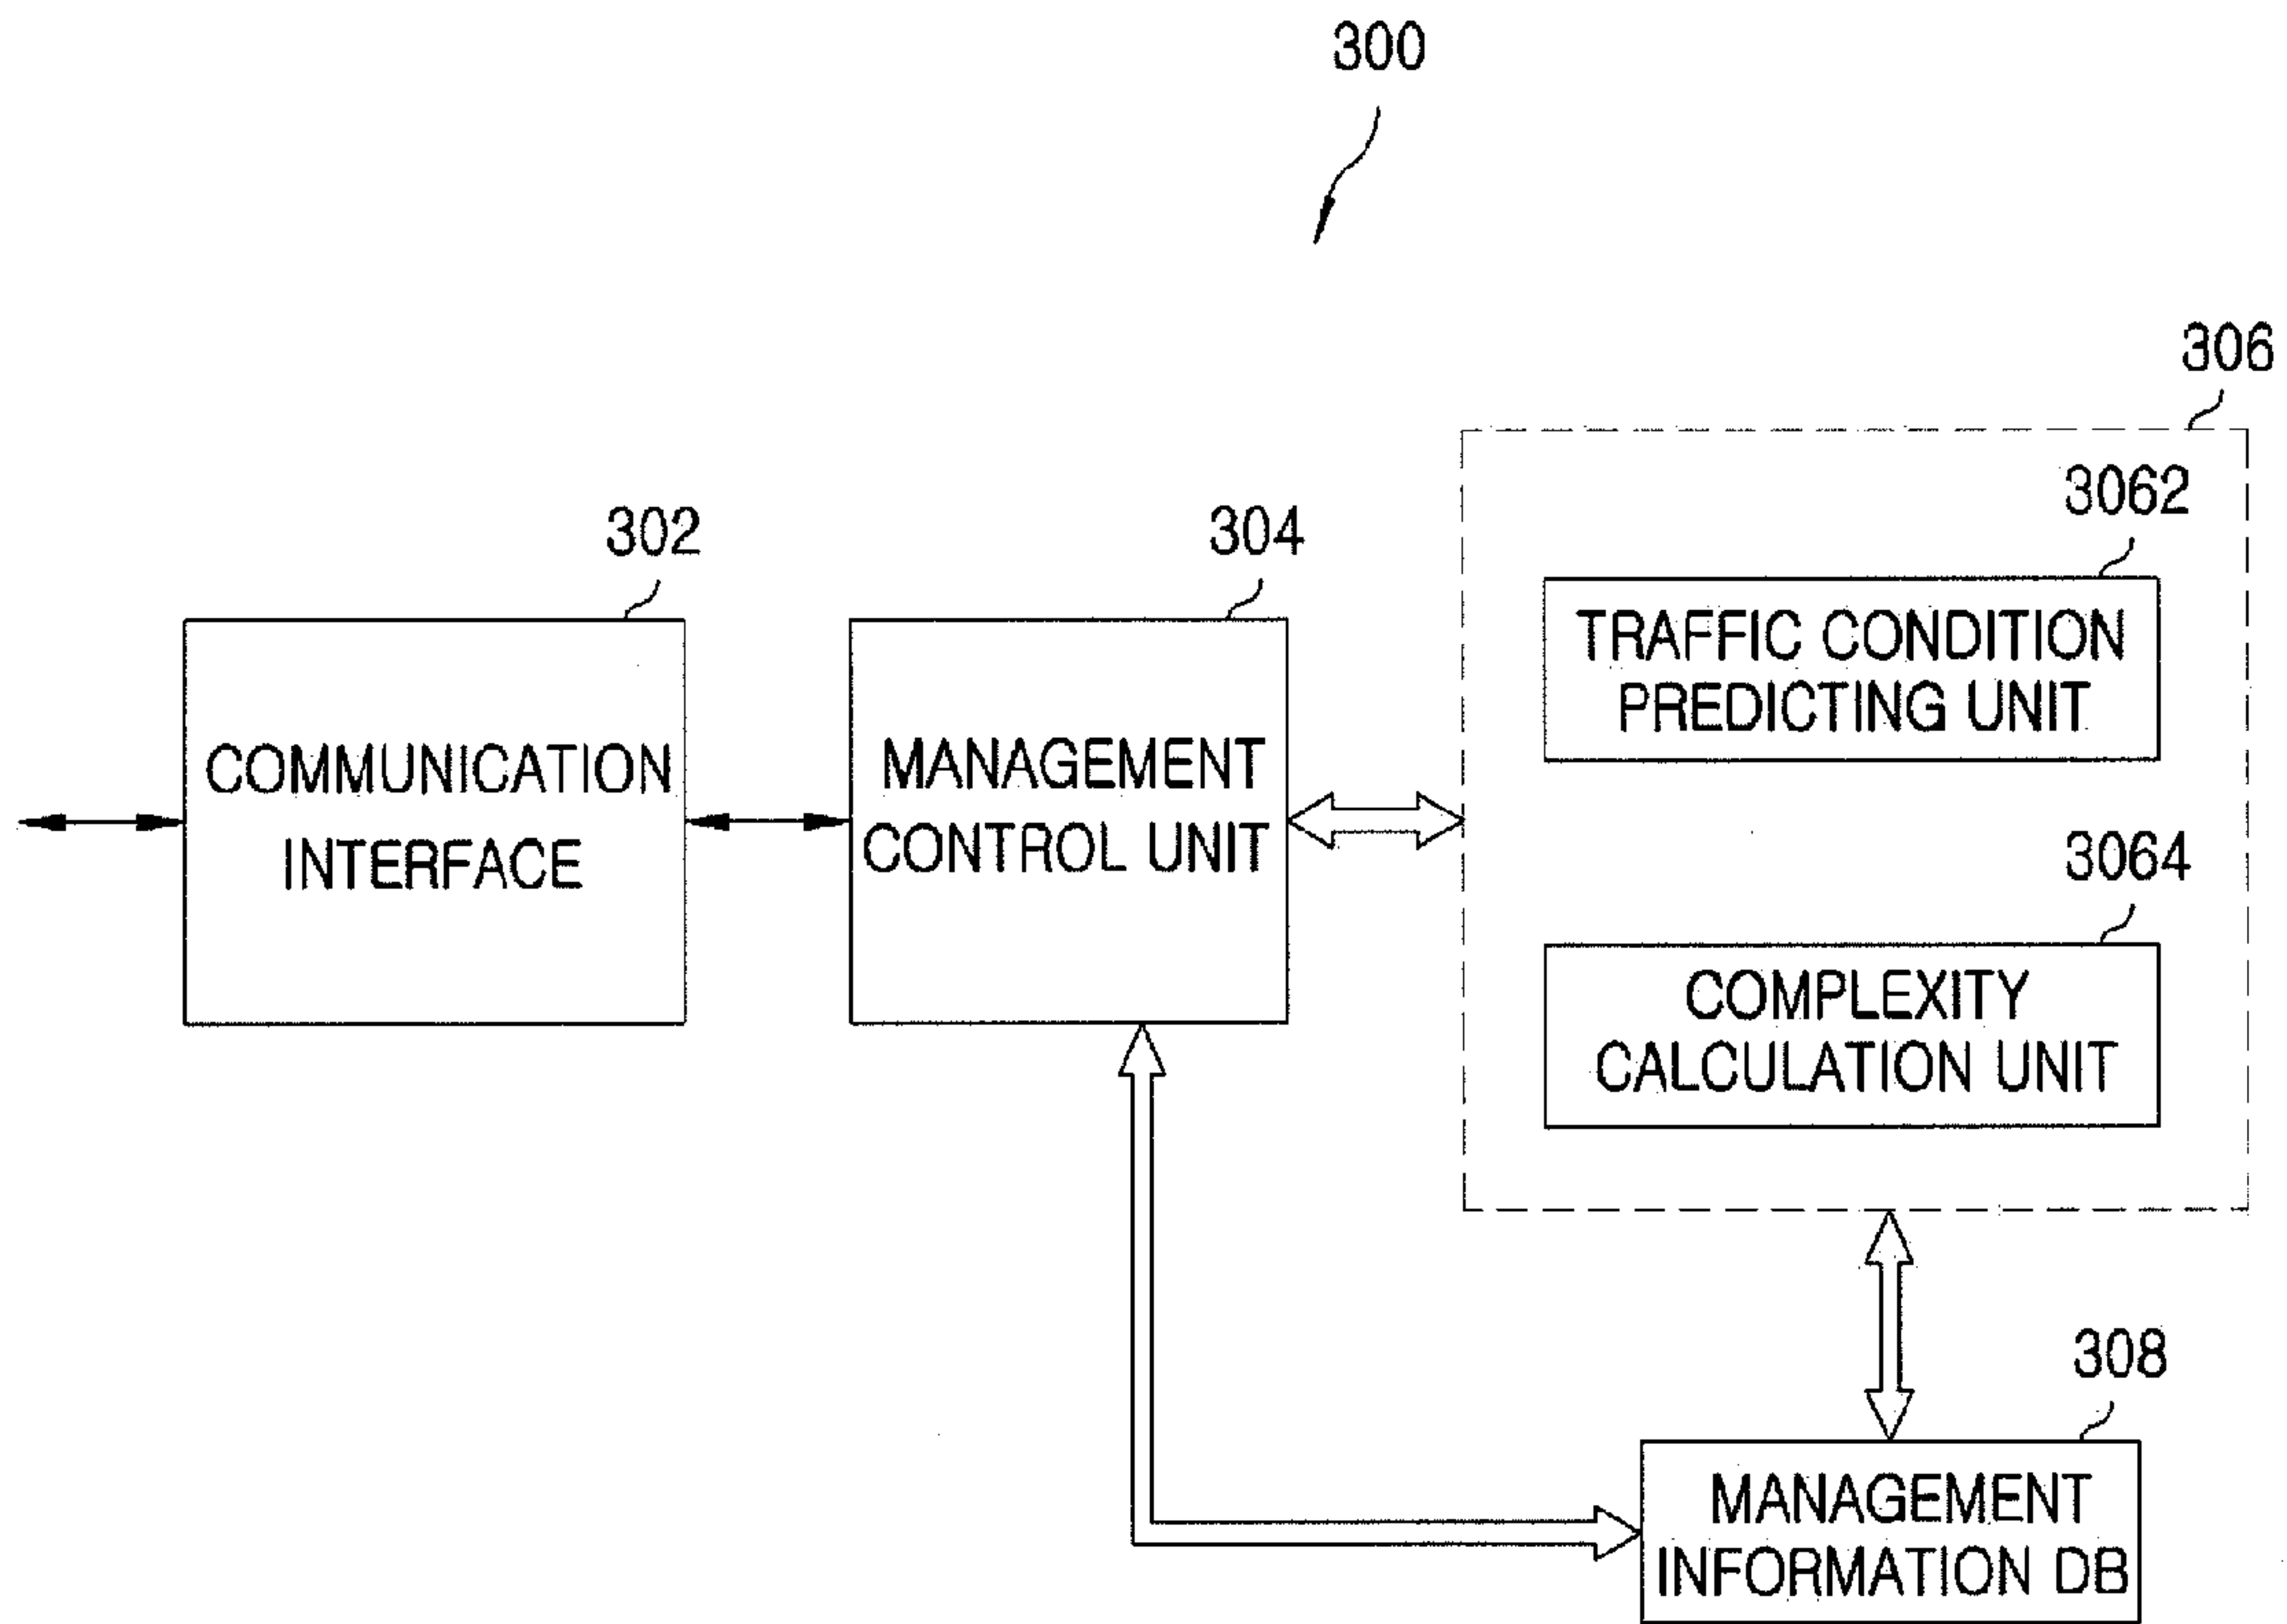 300
306
3062
302
304
TRAFFIC CONDITION
PREDICTING UNIT
COMMUNICATION
INTERFACE
MANAGEMENT
CONTROL UNIT
3064
COMPLEXITY
CALCULATION UNIT
308
MANAGEMENT
INFORMATION DB